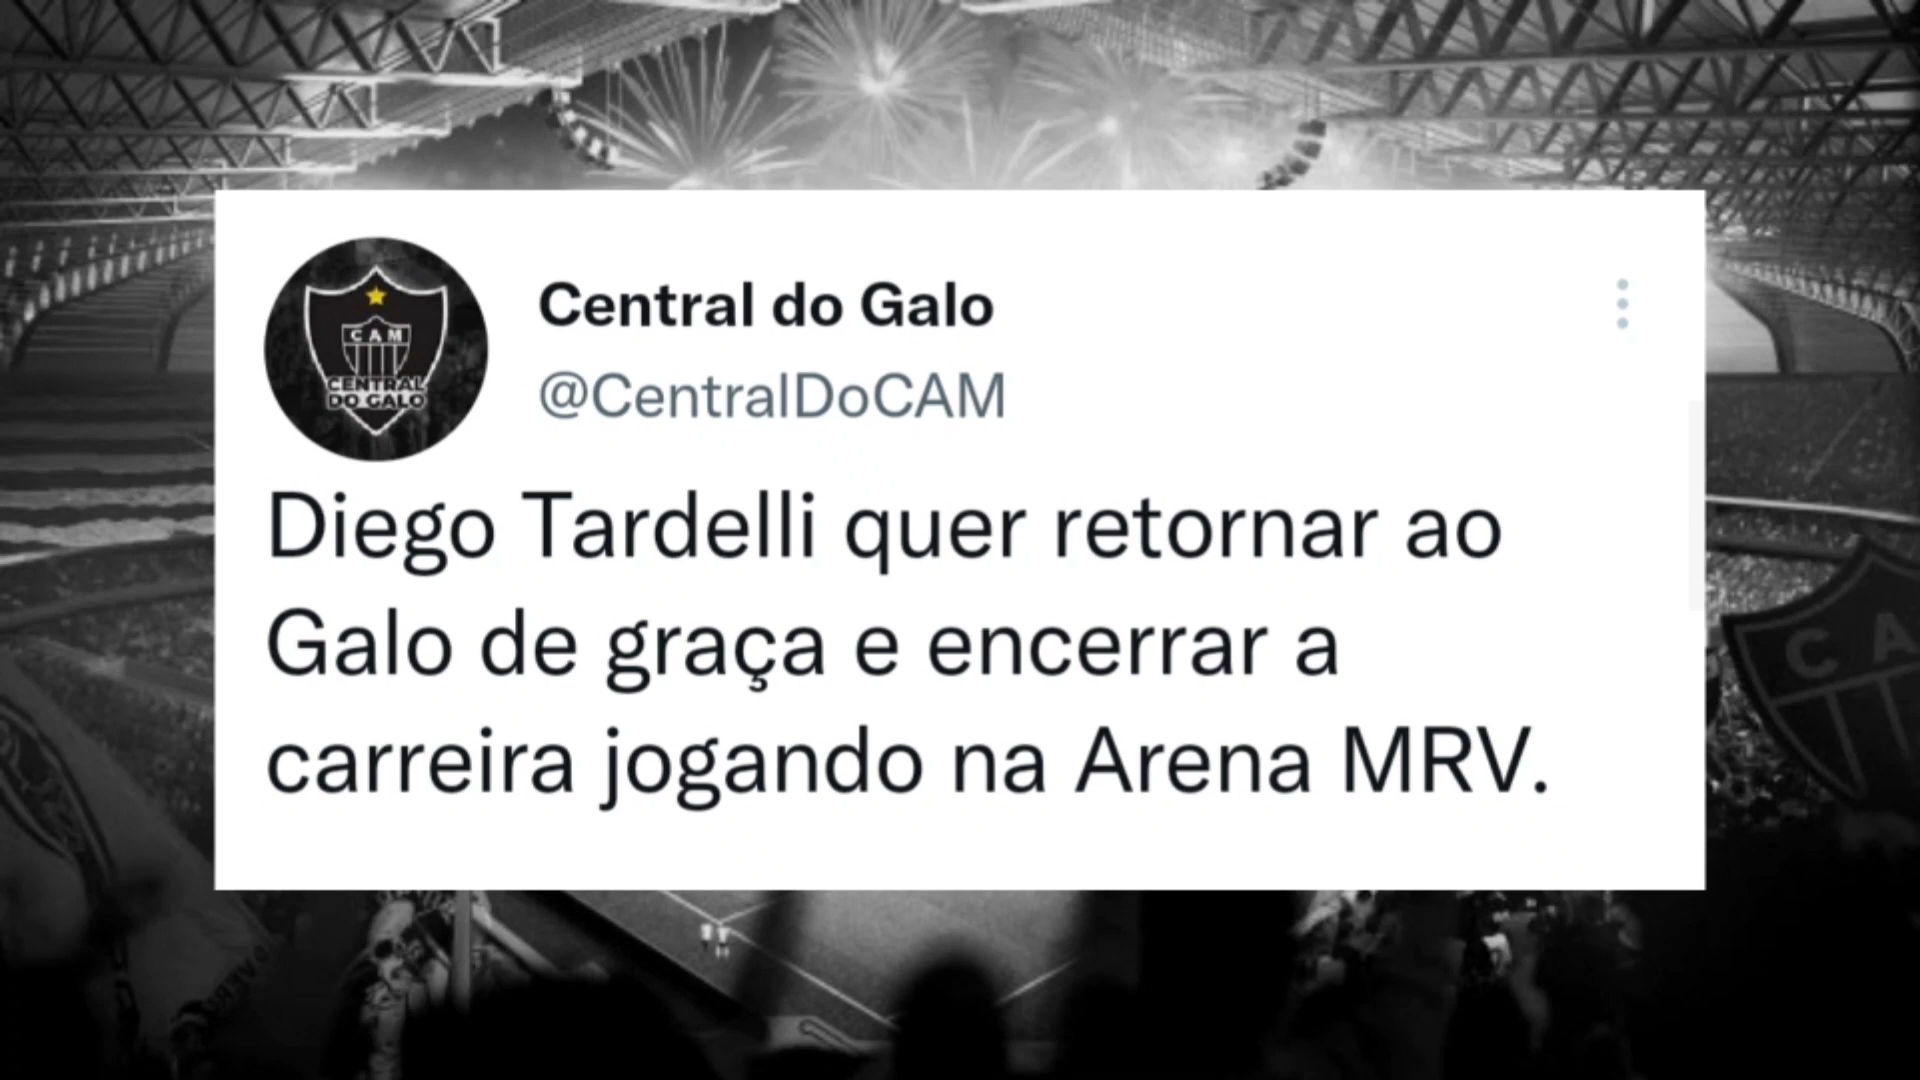 CAM
CENTRAL
DO GALO
Central do Galo
@CentralDoCAM
Diego Tardelli quer retornar ao
Galo de graça e encerrar a
carreira jogando na Arena MRV.
C A